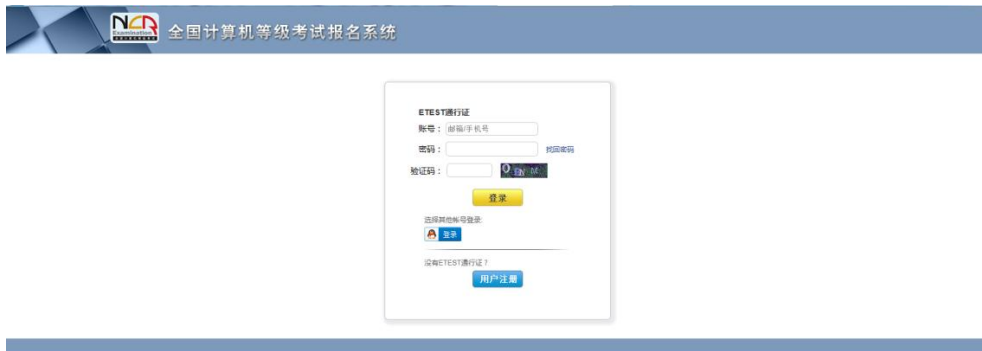 NCR
Examination
全国计算机等级考试报名系统
ETEST通行证
账号： 邮箱/手机号
密码： 找回密码
验证码：
登录
选择其他帐号登录:
登录
没有ETEST通行证？
用户注册